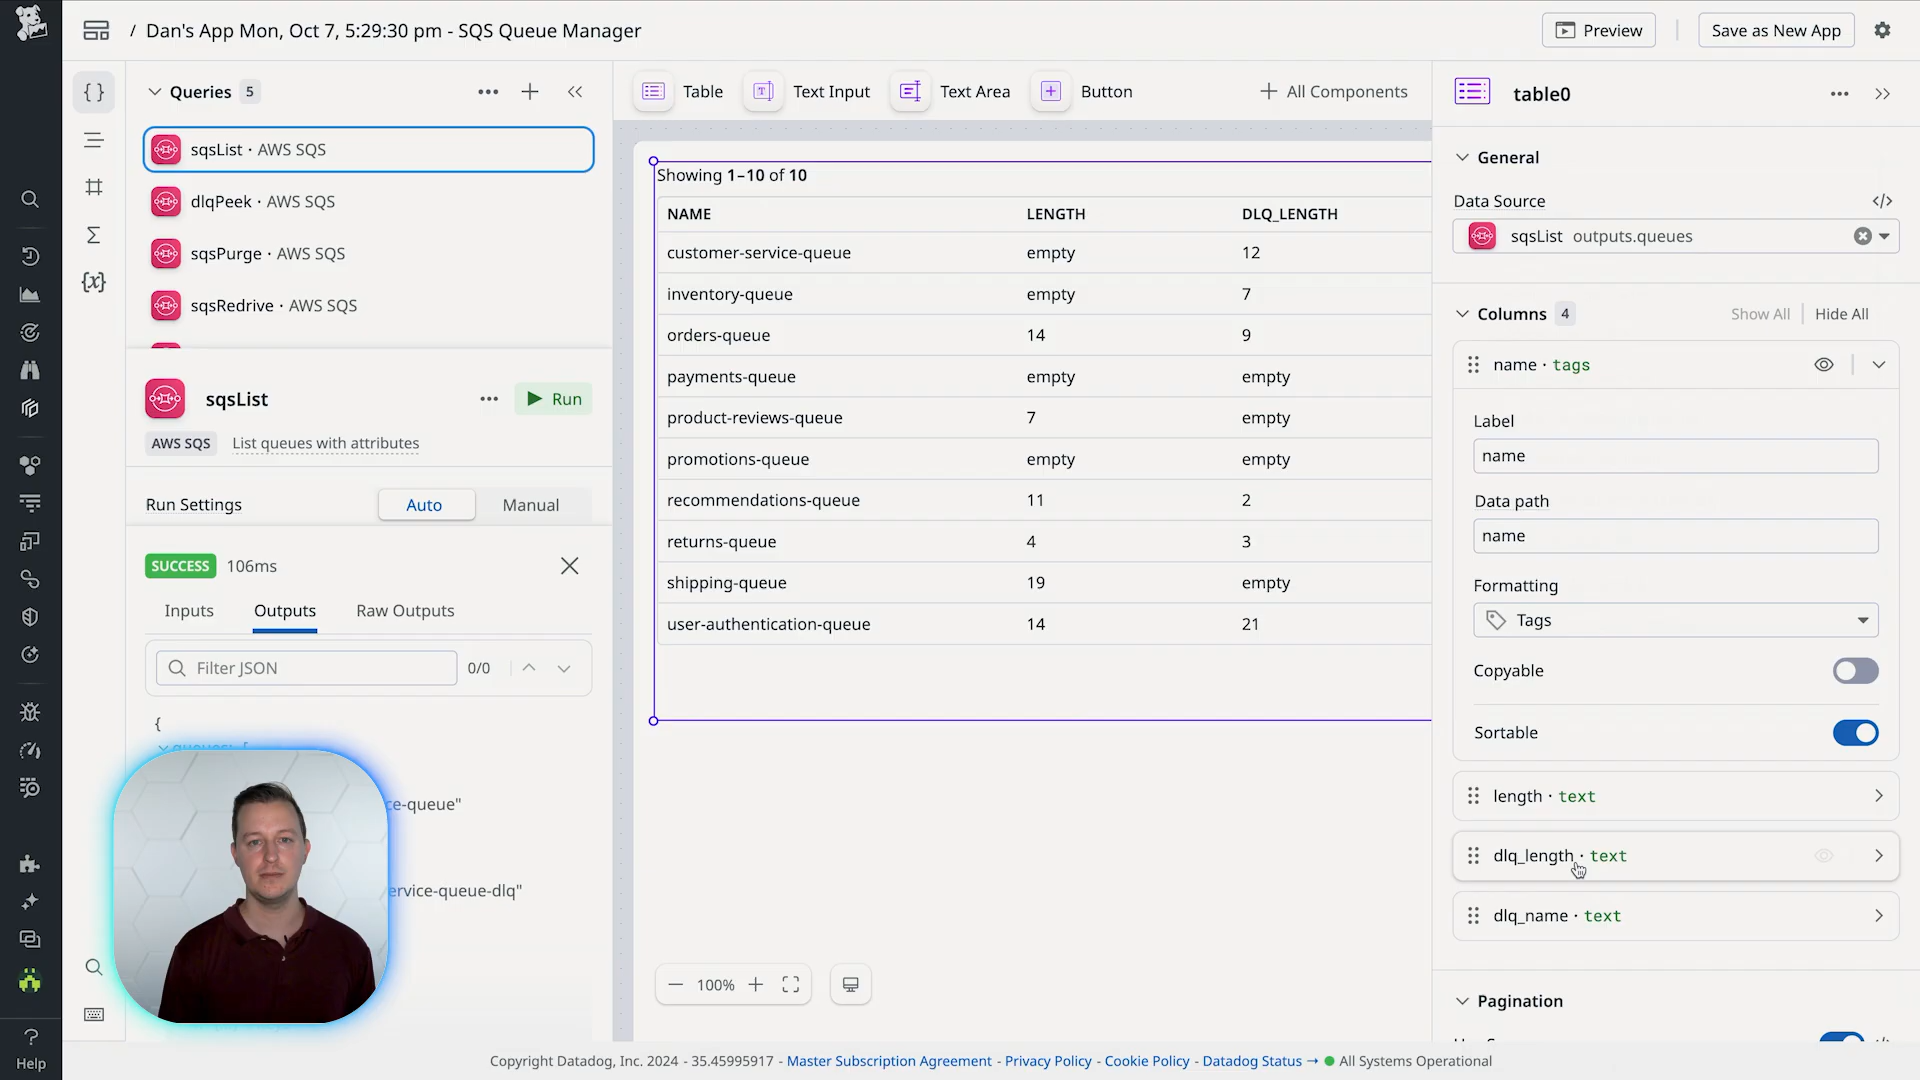 / Dan's App Mon, Oct 7, 5:29:30 pm - SQS Queue Manager
Preview
Save as New App
Queries 5
sqsList · AWS SQS
dlqPeek · AWS SQS
sqsPurge · AWS SQS
sqsRedrive · AWS SQS
sqsList
Run
AWS SQS List queues with attributes
Run Settings Auto Manual
SUCCESS 106ms
Inputs Outputs Raw Outputs
Filter JSON 0/0
{
ce-queue"
ervice-queue-dlq"
Table Text Input Text Area Button All Components
Showing 1–10 of 10
NAME LENGTH DLQ_LENGTH
customer-service-queue empty 12
inventory-queue empty 7
orders-queue 14 9
payments-queue empty empty
product-reviews-queue 7 empty
promotions-queue empty empty
recommendations-queue 11 2
returns-queue 4 3
shipping-queue 19 empty
user-authentication-queue 14 21
100%
table0
General
Data Source
sqsList outputs.queues
Columns 4 Show All Hide All
name · tags
Label
name
Data path
name
Formatting
Tags
Copyable
Sortable
length · text
dlq_length · text
dlq_name · text
Pagination
Help
Copyright Datadog, Inc. 2024 - 35.45995917 - Master Subscription Agreement - Privacy Policy - Cookie Policy - Datadog Status → All Systems Operational